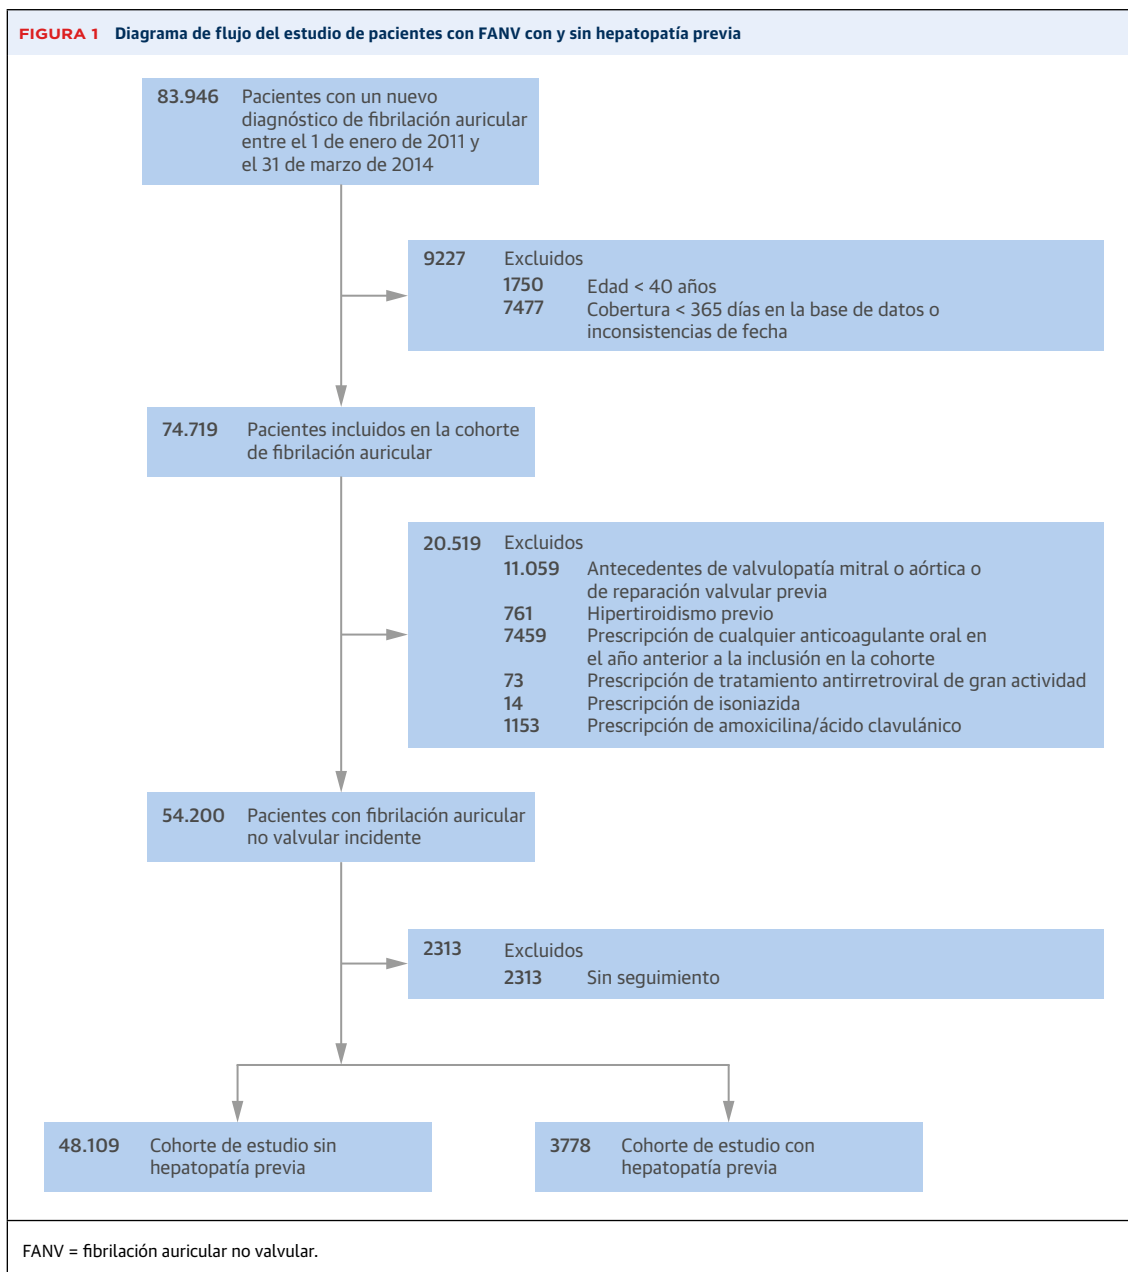 FIGURA 1 Diagrama de flujo del estudio de pacientes con FANV con y sin hepatopatía previa
83.946 Pacientes con un nuevo
diagnóstico de fibrilación auricular
entre el 1 de enero de 2011 y
el 31 de marzo de 2014
9227 Excluidos
1750 Edad < 40 años
7477 Cobertura < 365 días en la base de datos o
inconsistencias de fecha
74.719 Pacientes incluidos en la cohorte
de fibrilación auricular
20.519 Excluidos
11.059 Antecedentes de valvulopatía mitral o aórtica o
de reparación valvular previa
761 Hipertiroidismo previo
7459 Prescripción de cualquier anticoagulante oral en
el año anterior a la inclusión en la cohorte
73 Prescripción de tratamiento antirretroviral de gran actividad
14 Prescripción de isoniazida
1153 Prescripción de amoxicilina/ácido clavulánico
54.200 Pacientes con fibrilación auricular
no valvular incidente
2313 Excluidos
2313 Sin seguimiento
48.109 Cohorte de estudio sin
hepatopatía previa
3778 Cohorte de estudio con
hepatopatía previa
FANV = fibrilación auricular no valvular.